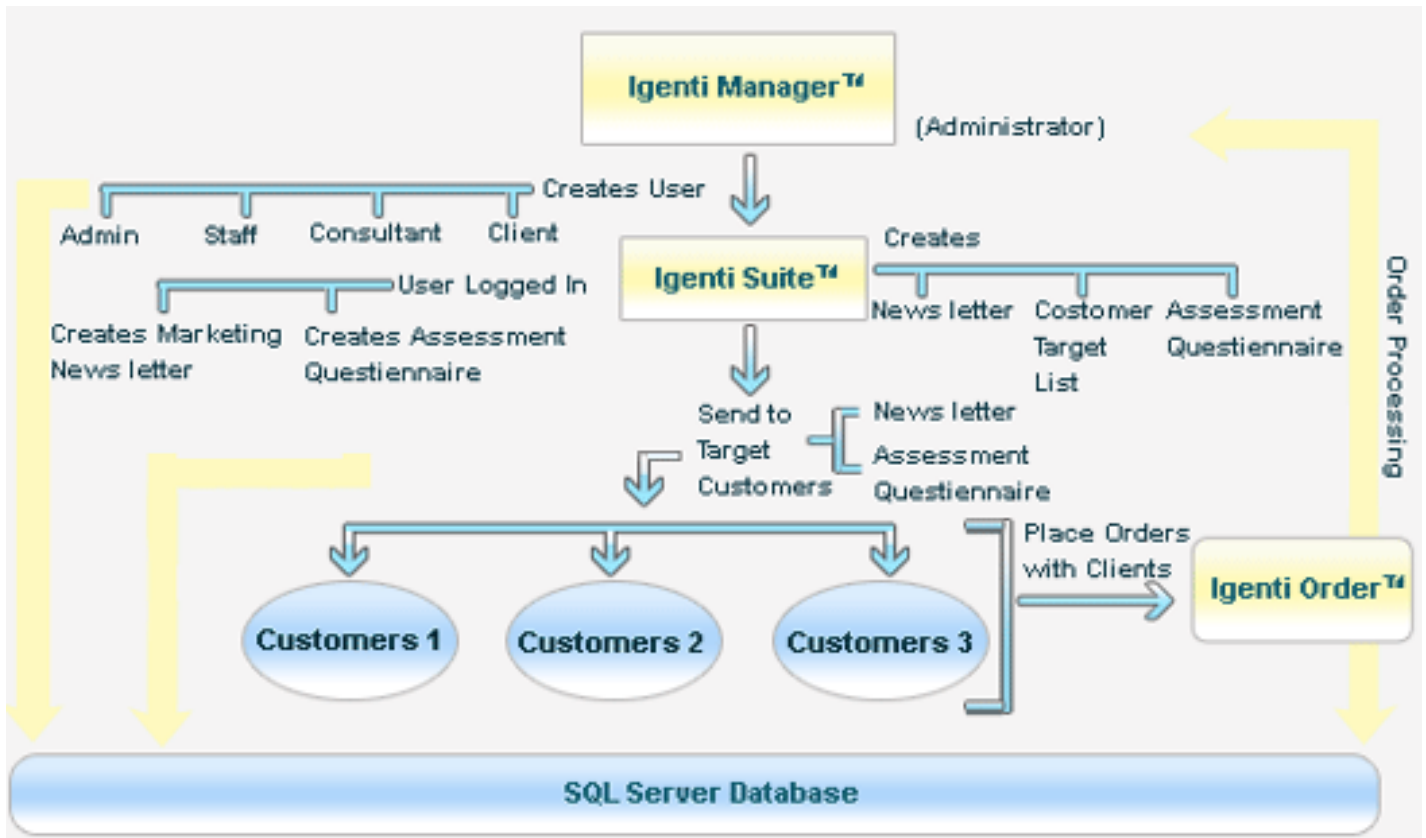 Igenti Manager™
(Administrator)
Creates User
Admin
Staff
Consultant
Client
User Logged In
Creates Marketing
News letter
Creates Assessment
Questiennaire
Igenti Suite™
Creates
News letter
Costomer
Target
List
Assessment
Questiennaire
Send to
Target
Customers
News letter
Assessment
Questiennaire
Customers 1
Customers 2
Customers 3
Place Orders
with Clients
Igenti Order™
Order Processing
SQL Server Database